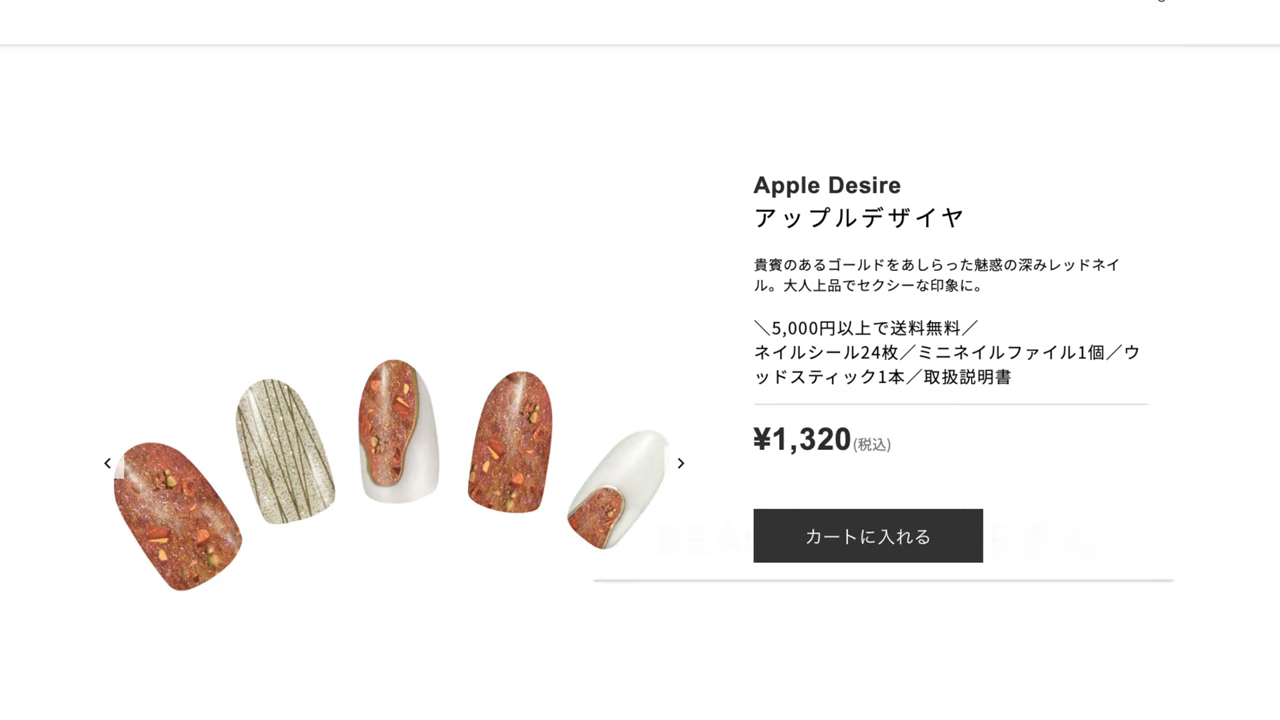 Apple Desire
アップルデザイヤ
貴賓のあるゴールドをあしらった魅惑の深みレッドネイ
ル。大人上品でセクシーな印象に。
＼5,000円以上で送料無料／
ネイルシール24枚／ミニネイルファイル1個／ウ
ッドスティック1本／取扱説明書
¥1,320(税込)
カートに入れる